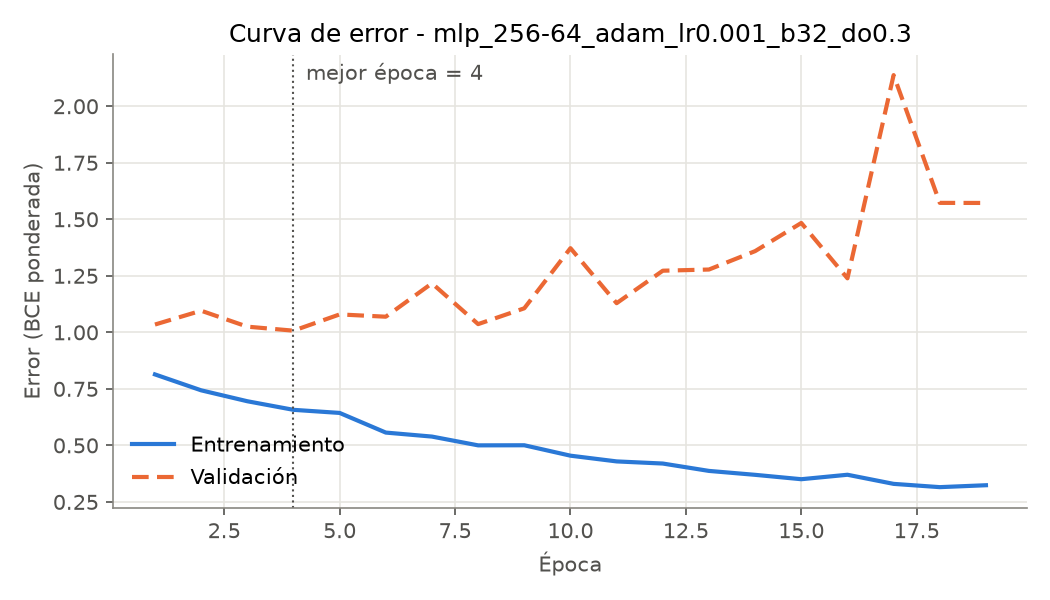 Curva de error - mlp_256-64_adam_lr0.001_b32_do0.3
mejor época = 4
Error (BCE ponderada)
2.00
1.75
1.50
1.25
1.00
0.75
0.50
0.25
Entrenamiento
Validación
2.5 5.0 7.5 10.0 12.5 15.0 17.5
Época